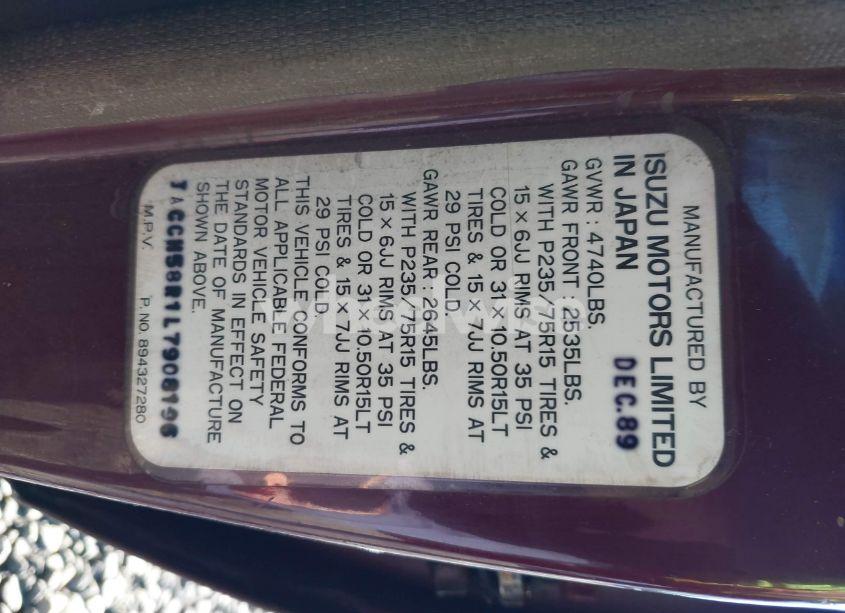 MANUFACTURED BY
ISUZU MOTORS LIMITED
IN JAPAN DEC.89
GVWR : 4740LBS.
GAWR FRONT : 2535LBS.
WITH P235/75R15 TIRES &
15 × 6JJ RIMS AT 35 PSI
COLD OR 31×10.50R15LT
TIRES & 15 × 7JJ RIMS AT
29 PSI COLD.
GAWR REAR : 2645LBS.
WITH P235/75R15 TIRES &
15 × 6JJ RIMS AT 35 PSI
COLD OR 31×10.50R15LT
TIRES & 15 × 7JJ RIMS AT
29 PSI COLD.
THIS VEHICLE CONFORMS TO
ALL APPLICABLE FEDERAL
MOTOR VEHICLE SAFETY
STANDARDS IN EFFECT ON
THE DATE OF MANUFACTURE
SHOWN ABOVE.
M.P.V. P. NO. 894327280